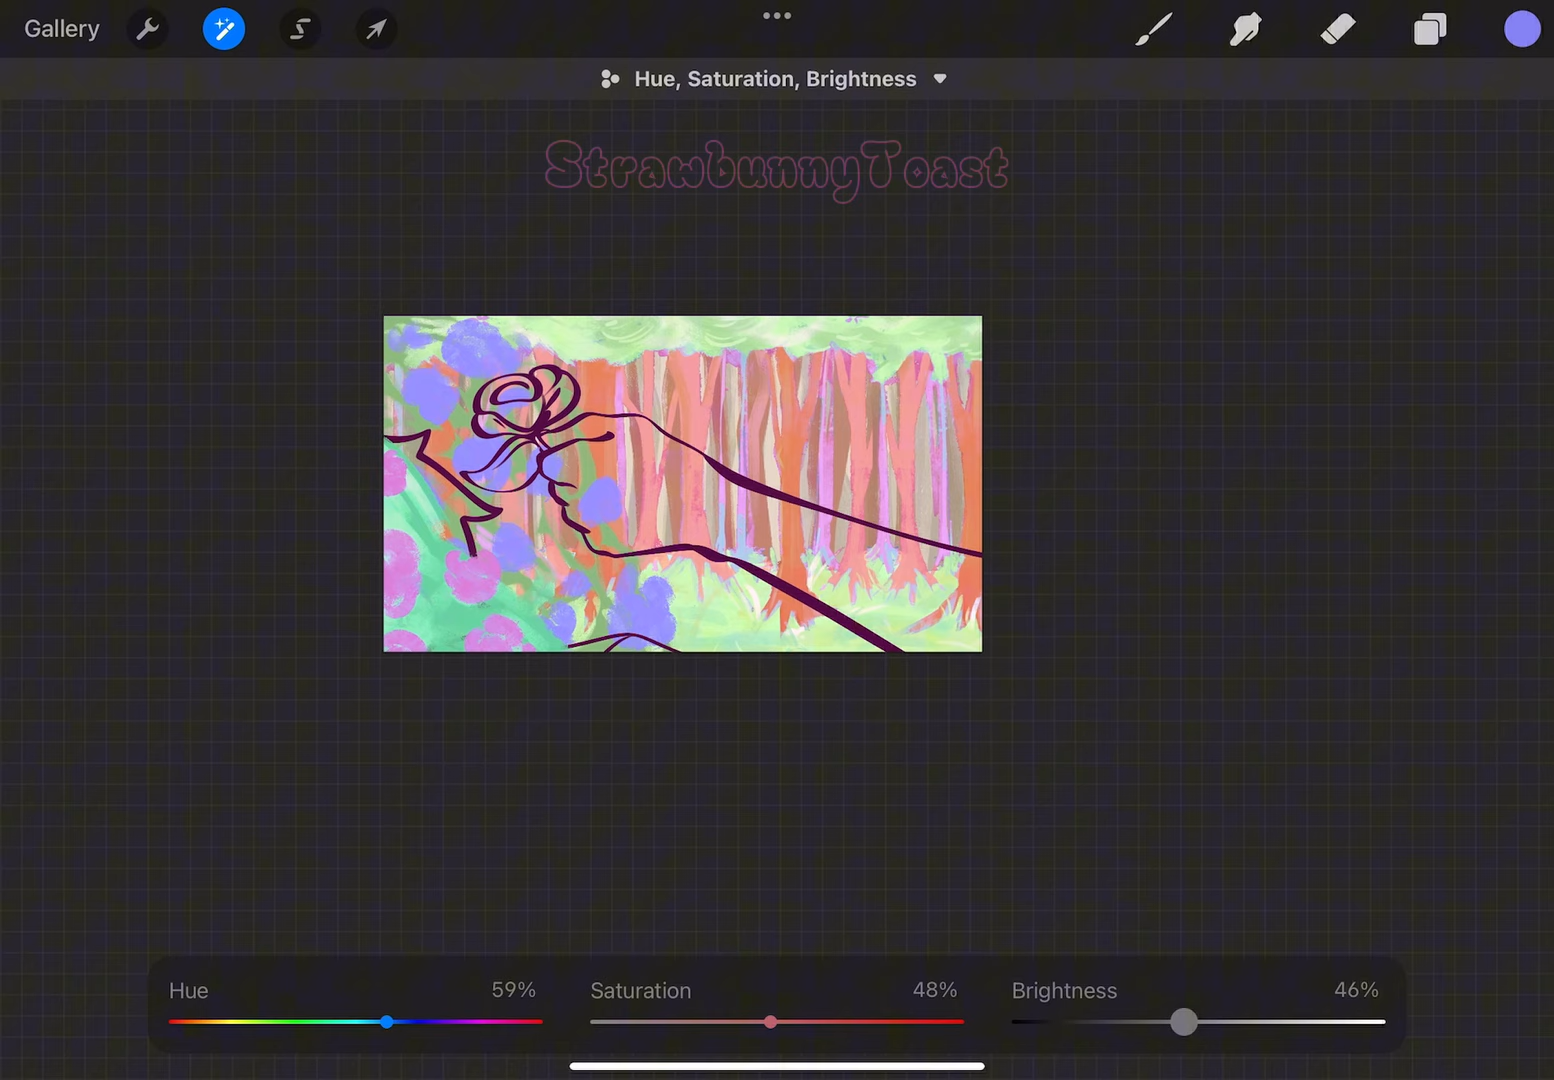 Gallery
Hue, Saturation, Brightness
StrawbunnyToast
Hue 59% Saturation 48% Brightness 46%